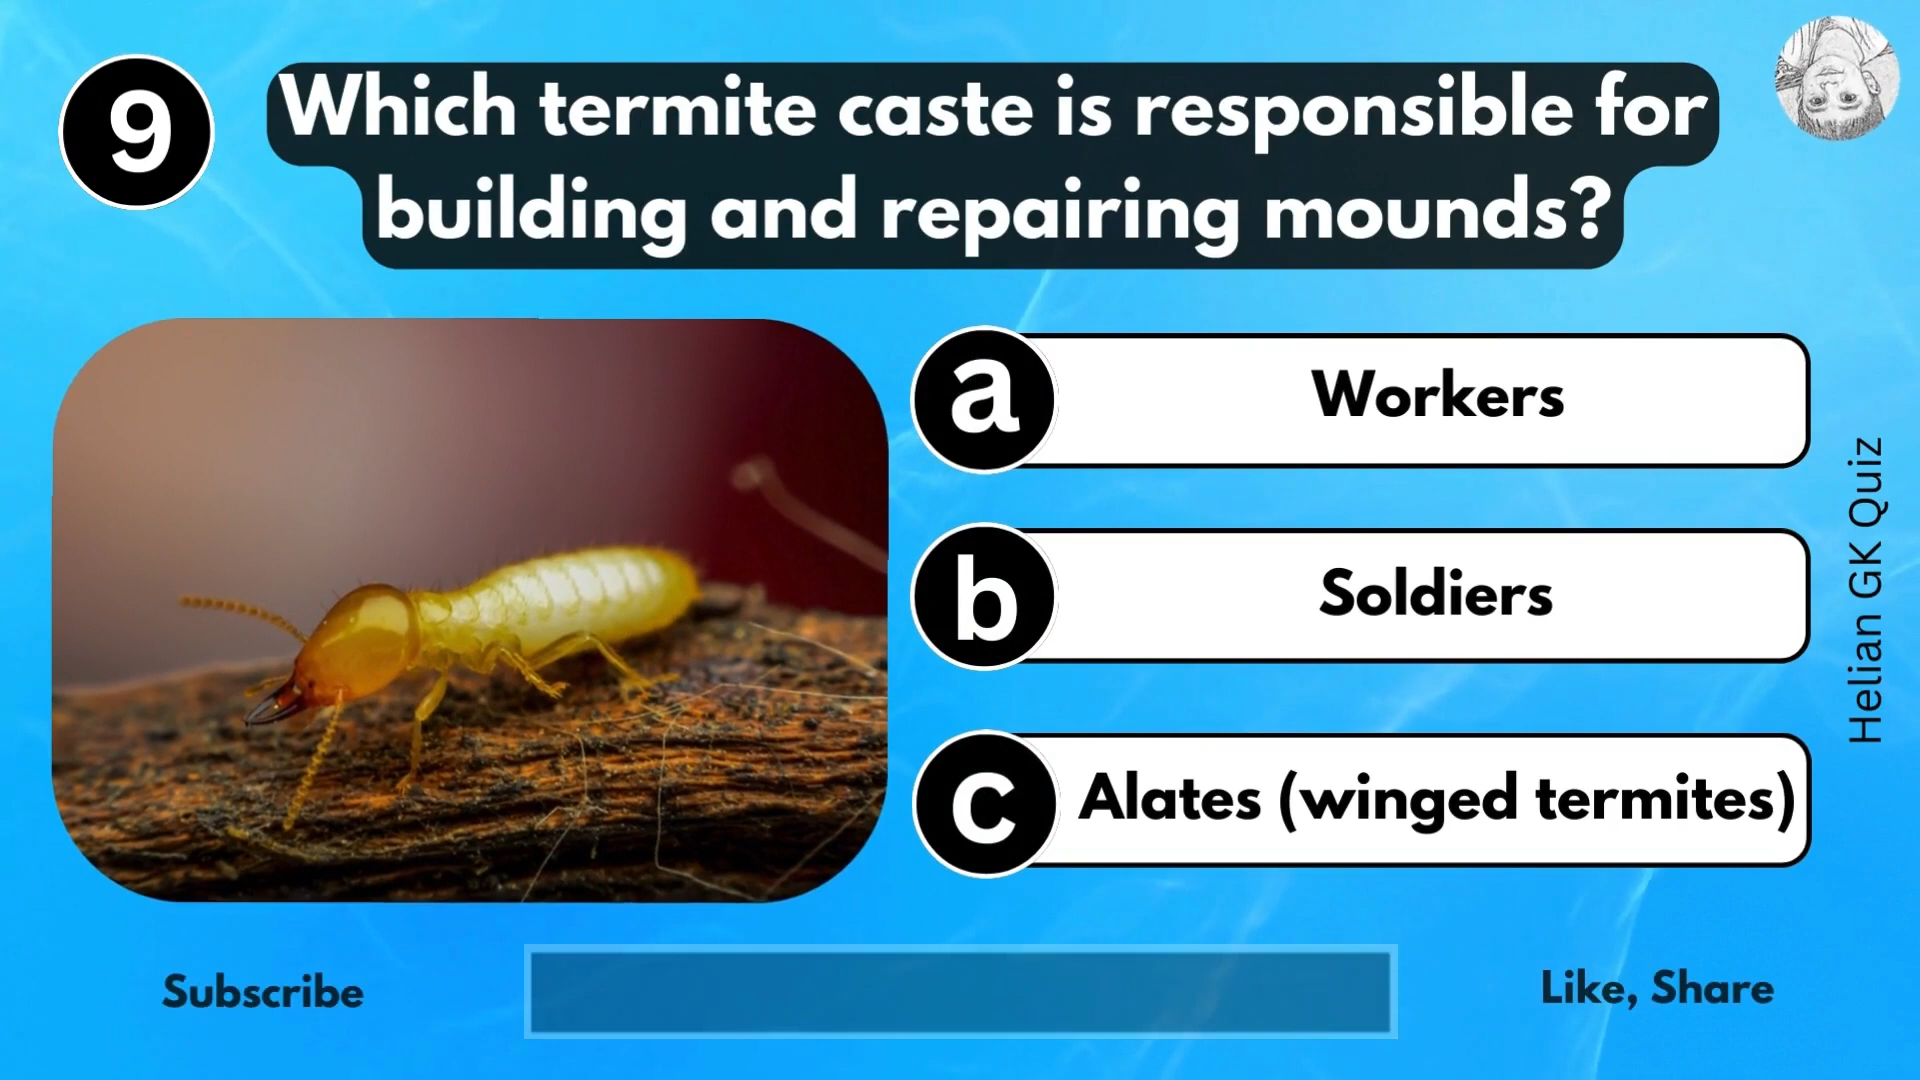 9
Which termite caste is responsible for
building and repairing mounds?
a
Workers
b
Soldiers
c
Alates (winged termites)
Helian GK Quiz
Subscribe
Like, Share